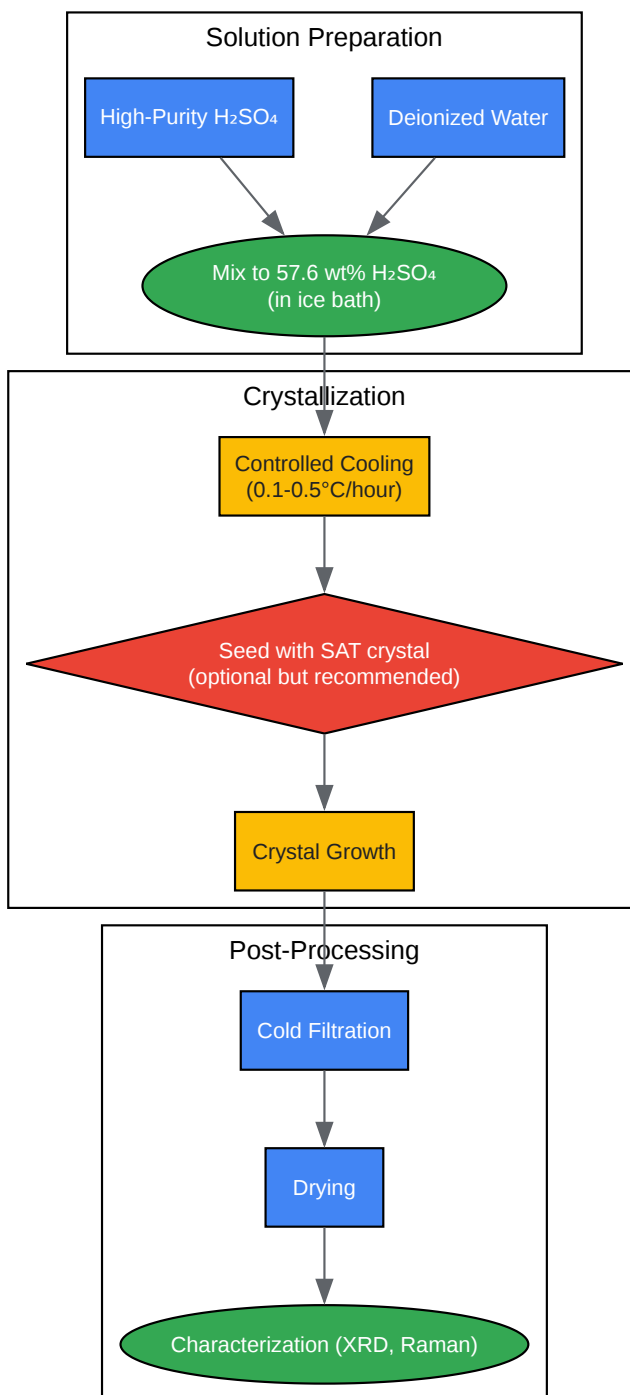 Solution Preparation
High-Purity H₂SO₄
Deionized Water
Mix to 57.6 wt% H₂SO₄
(in ice bath)
Crystallization
Controlled Cooling
(0.1-0.5°C/hour)
Seed with SAT crystal
(optional but recommended)
Crystal Growth
Post-Processing
Cold Filtration
Drying
Characterization (XRD, Raman)